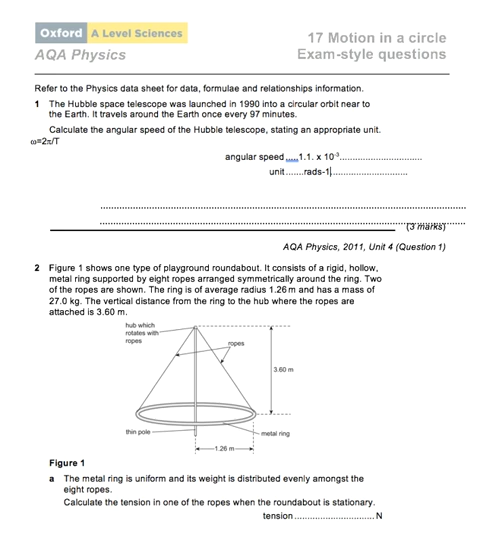 Oxford A Level Sciences
AQA Physics
17 Motion in a circle
Exam-style questions
Refer to the Physics data sheet for data, formulae and relationships information.
1 The Hubble space telescope was launched in 1990 into a circular orbit near to
the Earth. It travels around the Earth once every 97 minutes.
Calculate the angular speed of the Hubble telescope, stating an appropriate unit.
ω=2π/T
angular speed ......1.1. x 10⁻³...............................
unit.......rads-1.............................
(3 marks)
AQA Physics, 2011, Unit 4 (Question 1)
2 Figure 1 shows one type of playground roundabout. It consists of a rigid, hollow,
metal ring supported by eight ropes arranged symmetrically around the ring. Two
of the ropes are shown. The ring is of average radius 1.26 m and has a mass of
27.0 kg. The vertical distance from the ring to the hub where the ropes are
attached is 3.60 m.
hub which
rotates with
ropes
ropes
3.60 m
thin pole
metal ring
1.26 m
Figure 1
a The metal ring is uniform and its weight is distributed evenly amongst the
eight ropes.
Calculate the tension in one of the ropes when the roundabout is stationary.
tension ............................... N